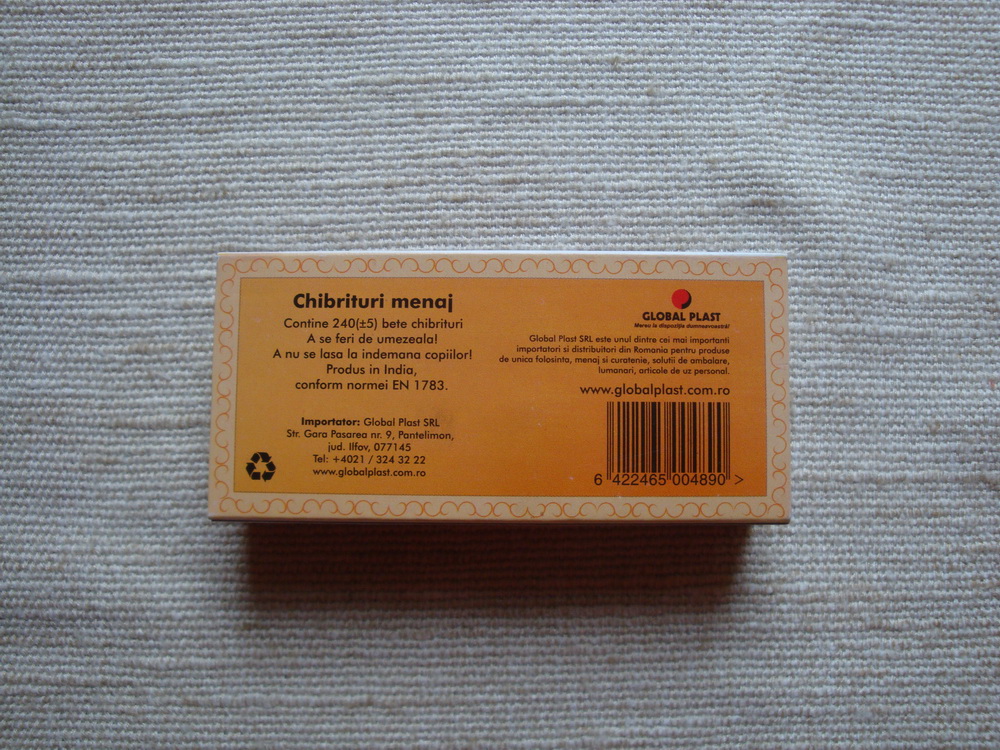 Chibrituri menaj
Contine 240(±5) bete chibrituri
A se feri de umezeala!
A nu se lasa la indemana copiilor!
Produs in India,
conform normei EN 1783.
Importator: Global Plast SRL
Str. Gara Pasarea nr. 9, Pantelimon,
jud. Ilfov, 077145
Tel: +4021 / 324 32 22
www.globalplast.com.ro
GLOBAL PLAST
Mereu la dispoziţia dumneavoastră!
Global Plast SRL este unul dintre cei mai importanti
importatori si distribuitori din Romania pentru produse
de unica folosinta, menaj si curatenie, solutii de ambalare,
lumanari, articole de uz personal.
www.globalplast.com.ro
6 422465 004890 >